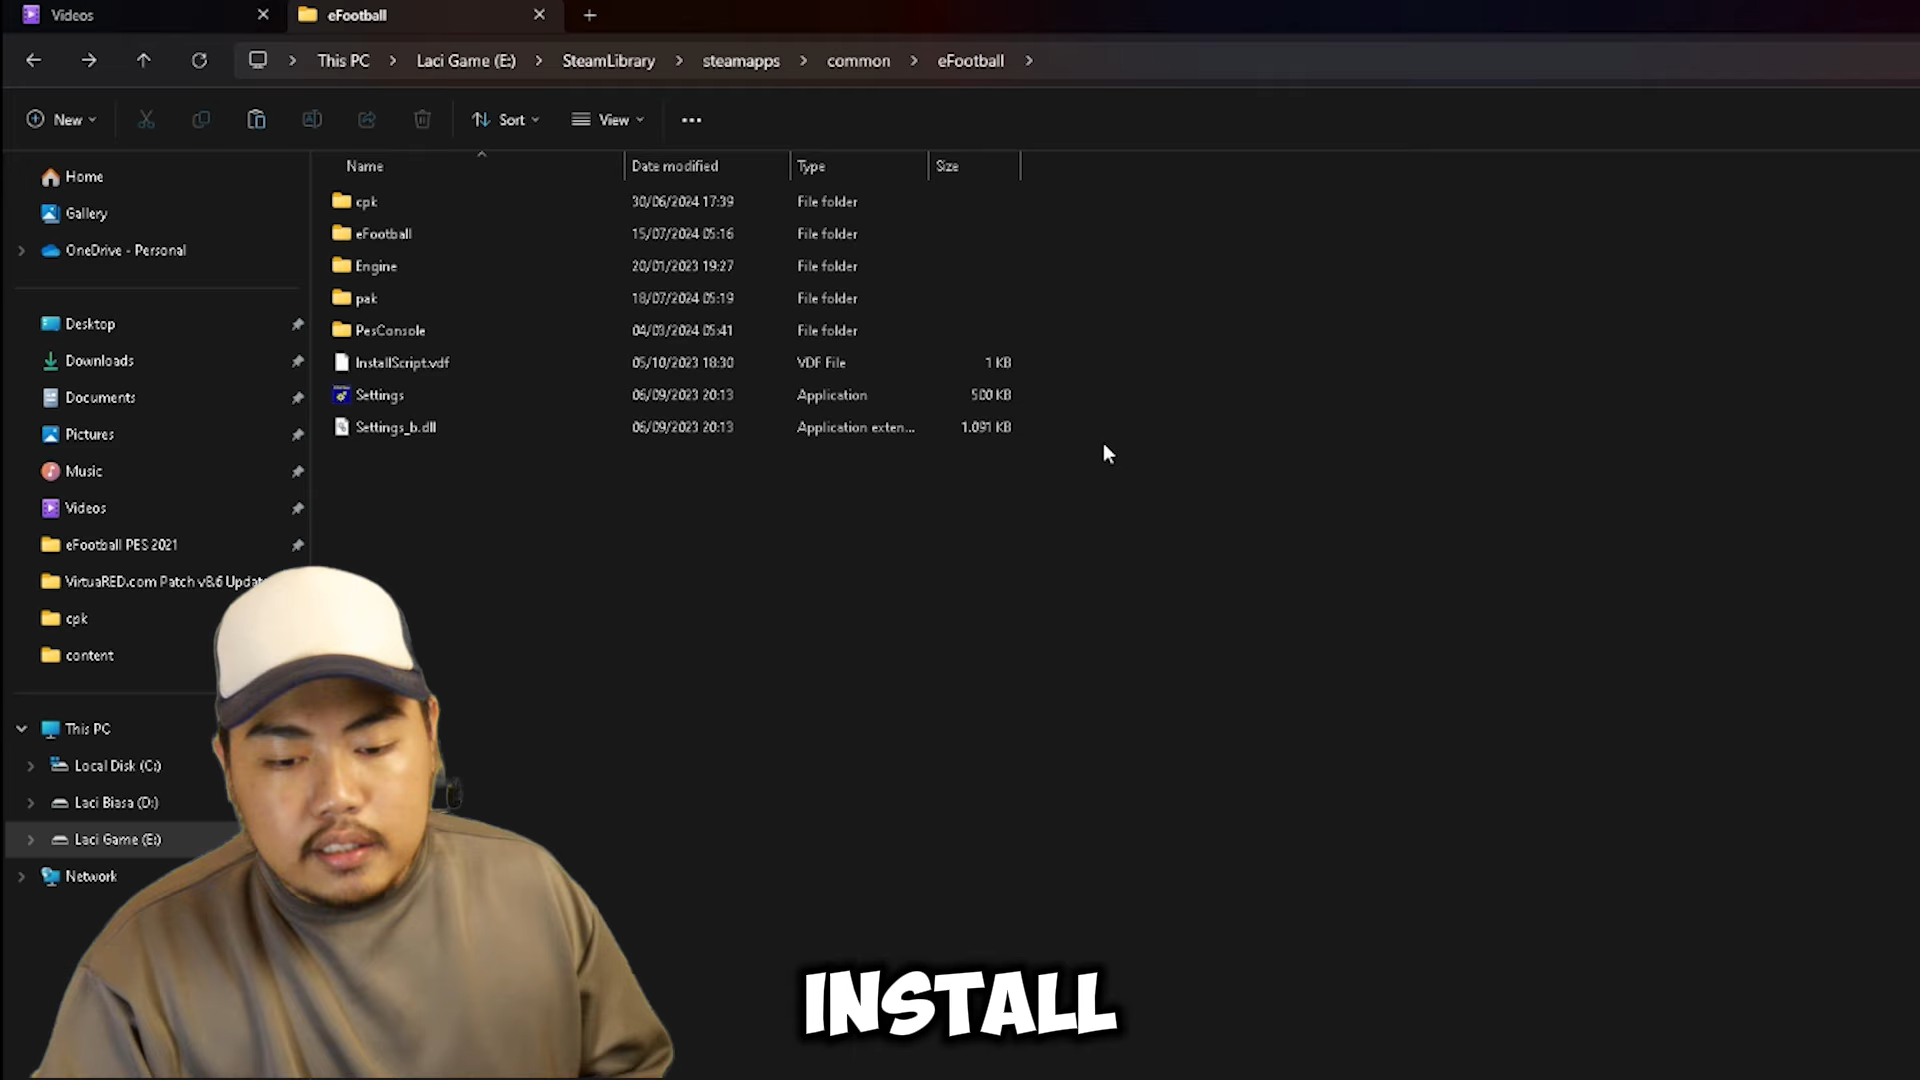 Videos
eFootball
This PC > Laci Game (E:) > SteamLibrary > steamapps > common > eFootball >
New
Sort
View
Name Date modified Type Size
Home
Gallery
OneDrive - Personal
Desktop
Downloads
Documents
Pictures
Music
Videos
eFootball PES 2021
VirtuaRED.com Patch v8.6 Updat
cpk
content
This PC
Local Disk (C:)
Laci Biasa (D:)
Laci Game (E:)
Network
cpk 30/06/2024 17:39 File folder
eFootball 15/07/2024 05:16 File folder
Engine 20/01/2023 19:27 File folder
pak 18/07/2024 05:19 File folder
PesConsole 04/03/2024 05:41 File folder
InstallScript.vdf 05/10/2023 18:30 VDF File 1 KB
Settings 06/09/2023 20:13 Application 500 KB
Settings_b.dll 06/09/2023 20:13 Application exten... 1.091 KB
INSTALL